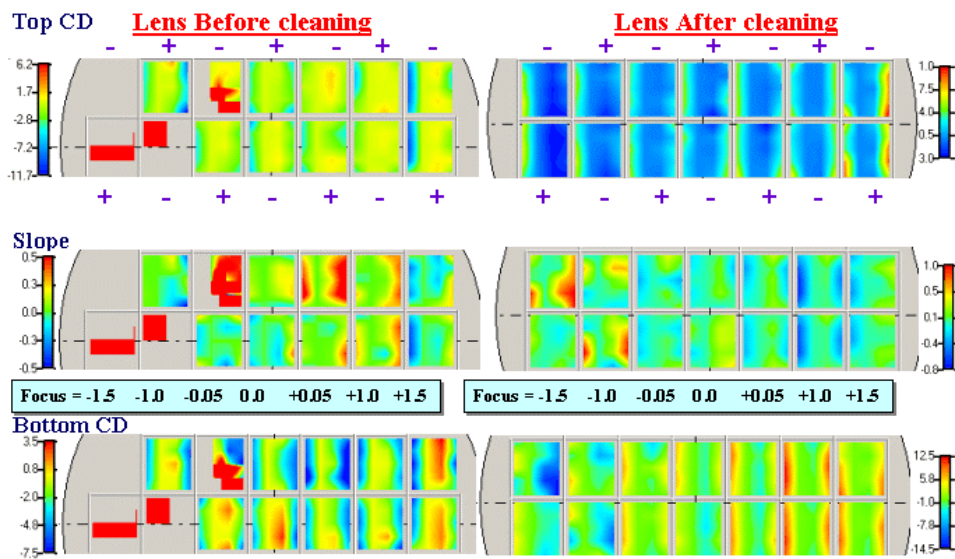 Top CD
Lens Before cleaning
Lens After cleaning
- + - + - + -
- + - + - + -
6.2
1.7
-2.8
-7.2
-11.7
1.0
7.5
4.0
0.5
3.0
+ - + - + - +
+ - + - + - +
Slope
0.5
0.3
0.0
-0.3
-0.5
1.0
0.6
0.1
-0.4
-0.8
Focus = -1.5 -1.0 -0.05 0.0 +0.05 +1.0 +1.5
Focus = -1.5 -1.0 -0.05 0.0 +0.05 +1.0 +1.5
Bottom CD
3.5
0.8
-2.0
-4.8
-7.5
12.5
5.8
-1.0
-7.8
-14.5